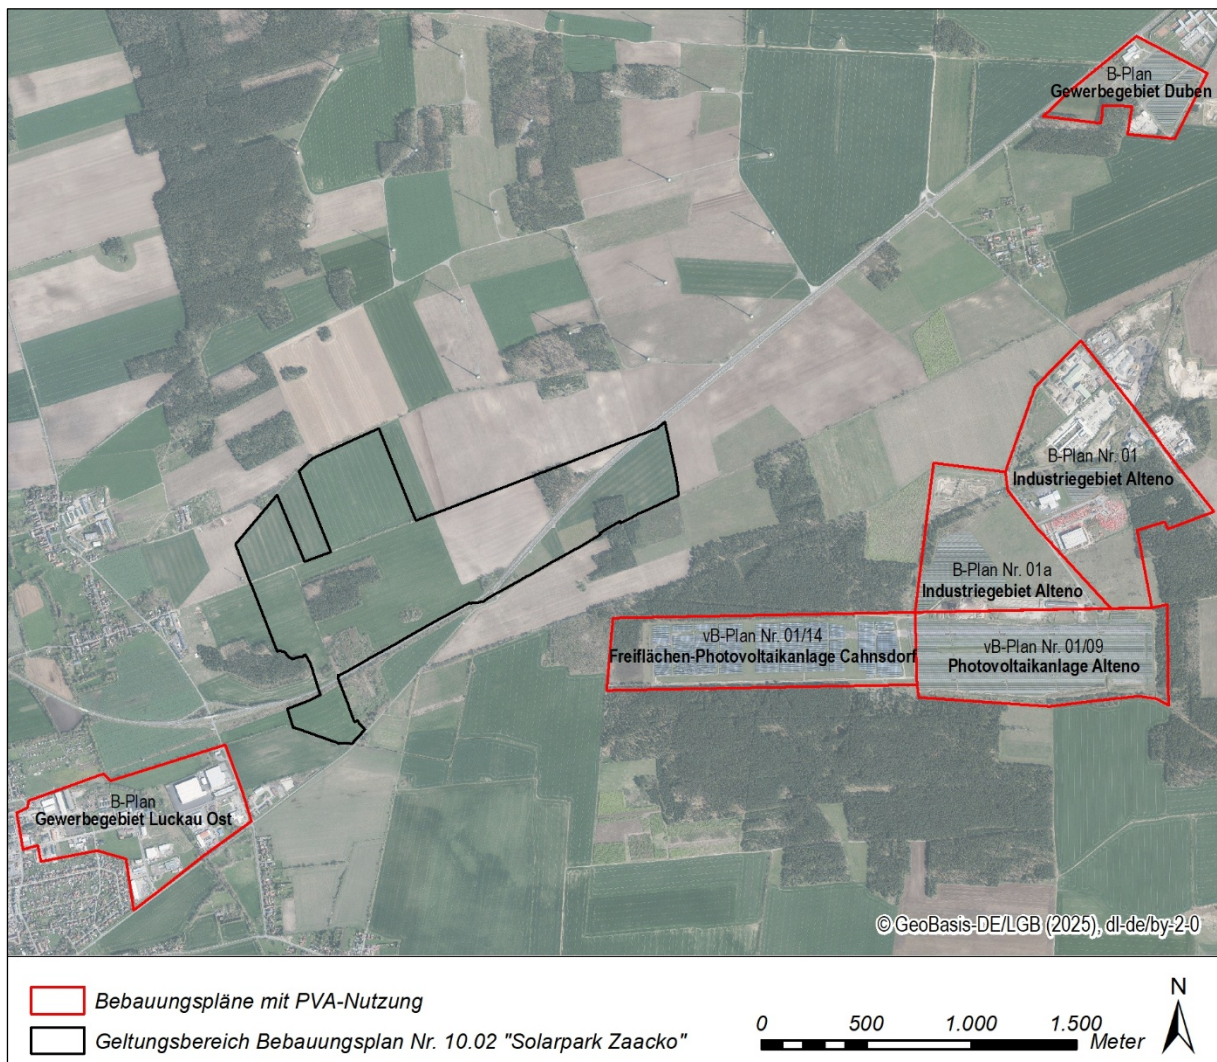 B-Plan
Gewerbegebiet Duben
B-Plan Nr. 01
Industriegebiet Alteno
B-Plan Nr. 01a
Industriegebiet Alteno
vB-Plan Nr. 01/14
Freiflächen-Photovoltaikanlage Cahnsdorf
vB-Plan Nr. 01/09
Photovoltaikanlage Alteno
B-Plan
Gewerbegebiet Luckau Ost
© GeoBasis-DE/LGB (2025), dl-de/by-2-0
Bebauungspläne mit PVA-Nutzung
Geltungsbereich Bebauungsplan Nr. 10.02 "Solarpark Zaacko"
0 500 1.000 1.500
Meter
N